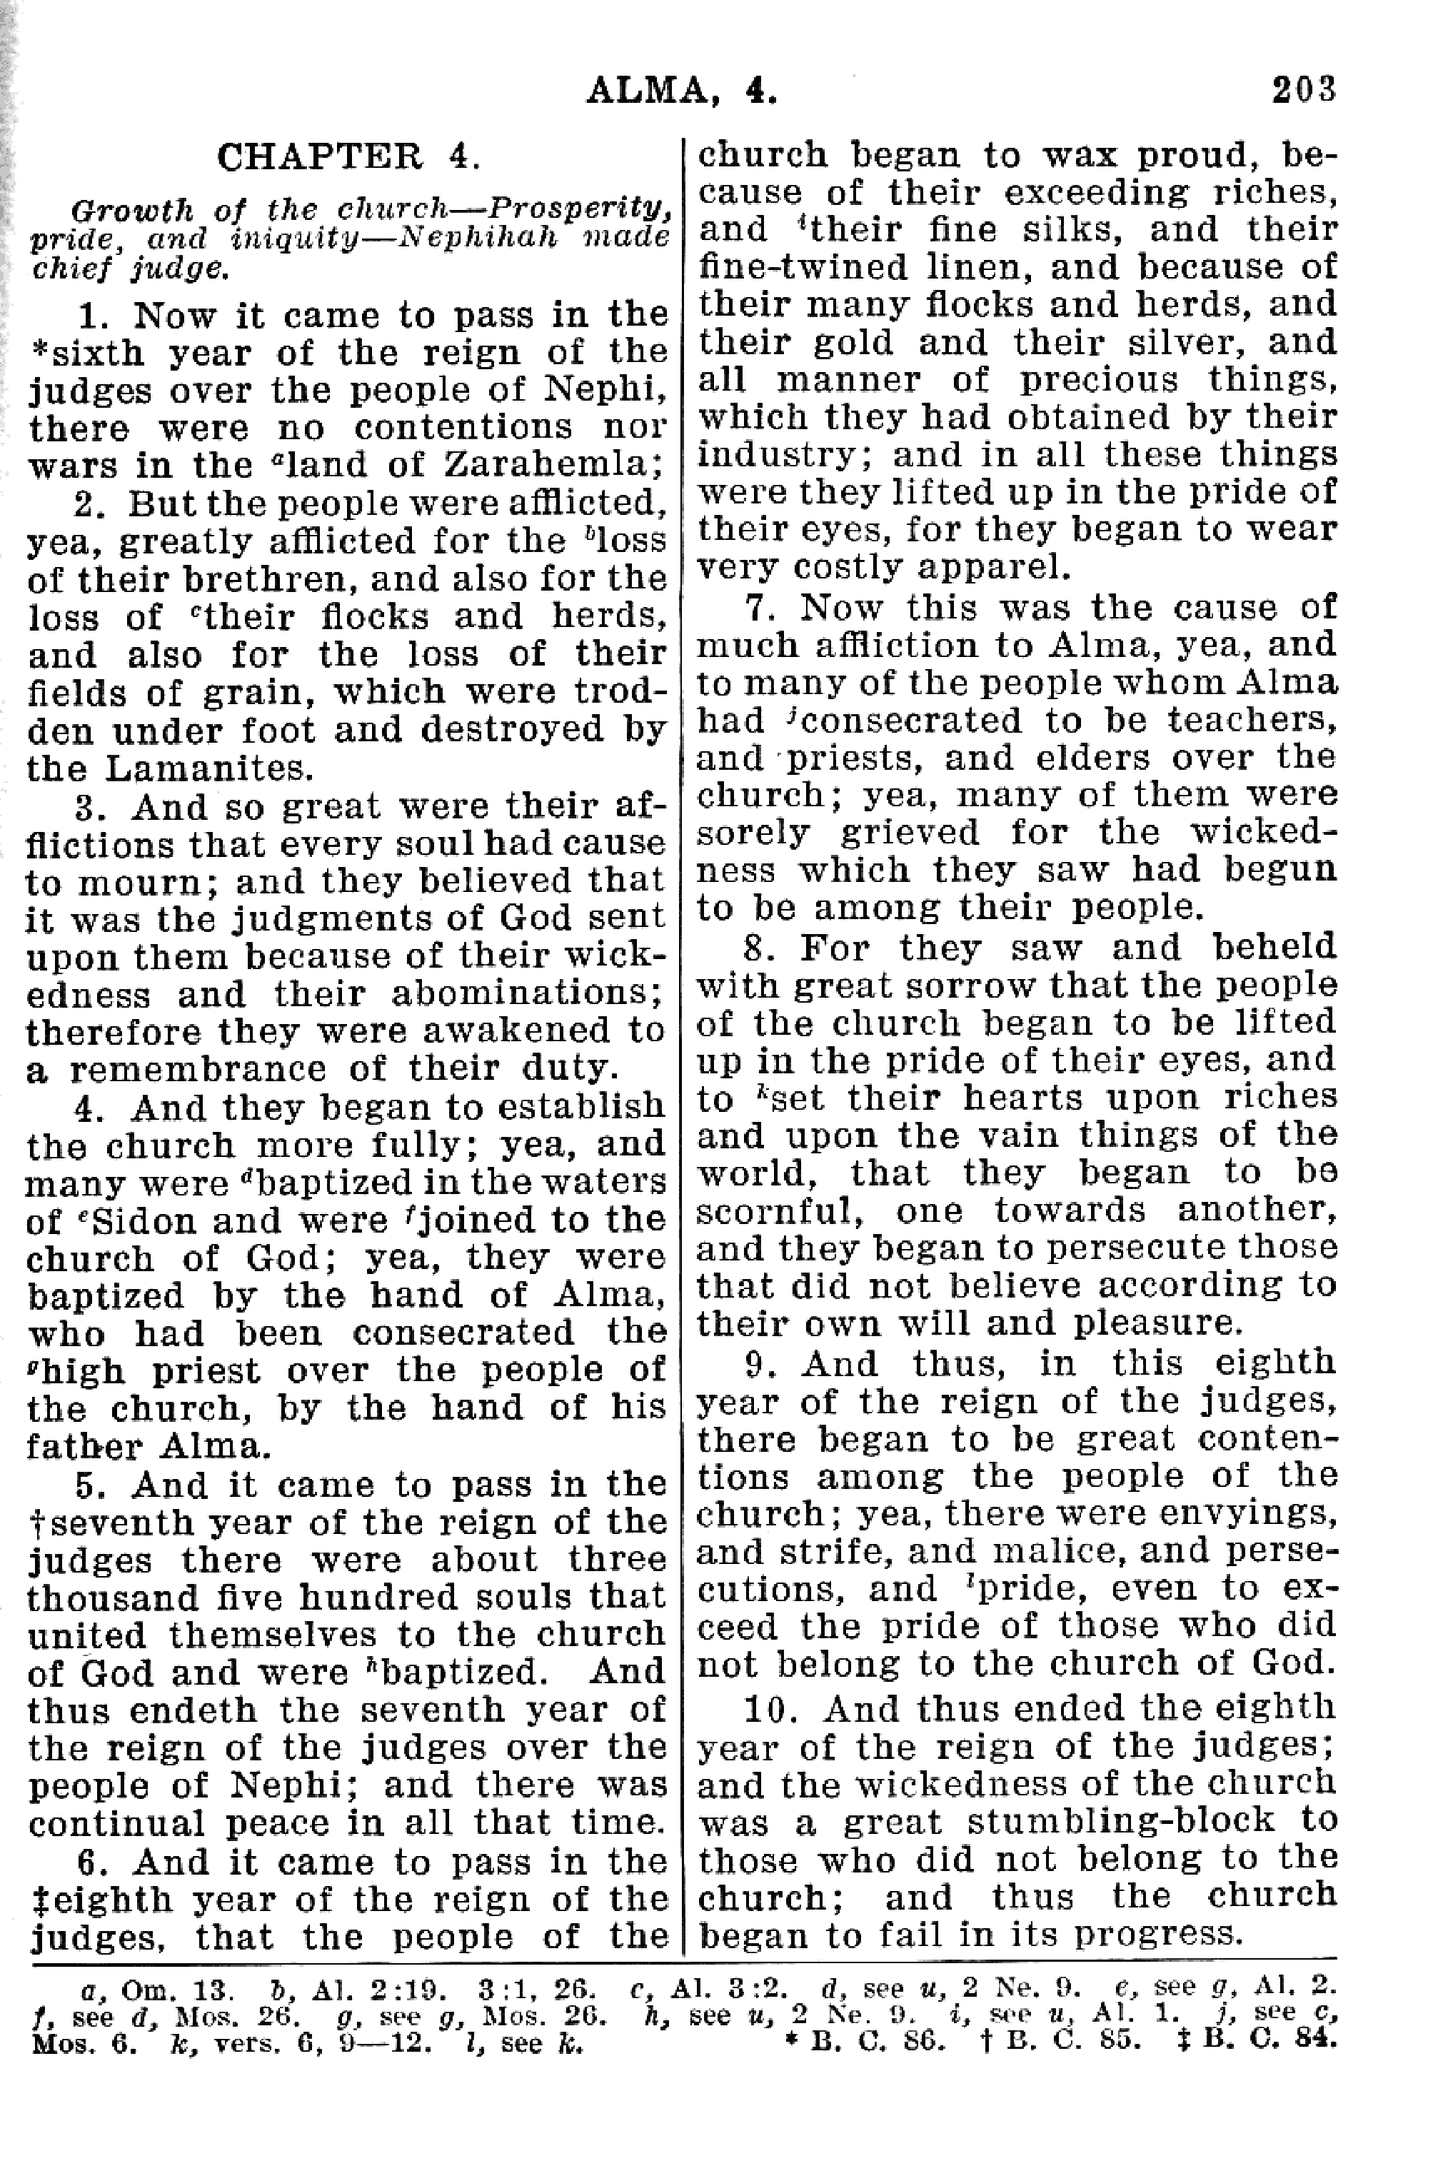 ALMA, 4.
203
CHAPTER 4.
Growth of the church—Prosperity,
pride, and iniquity—Nephihah made
chief judge.
1. Now it came to pass in the
*sixth year of the reign of the
judges over the people of Nephi,
there were no contentions nor
wars in the ᵃland of Zarahemla;
2. But the people were afflicted,
yea, greatly afflicted for the ᵇloss
of their brethren, and also for the
loss of ᶜtheir flocks and herds,
and also for the loss of their
fields of grain, which were trod-
den under foot and destroyed by
the Lamanites.
3. And so great were their af-
flictions that every soul had cause
to mourn; and they believed that
it was the judgments of God sent
upon them because of their wick-
edness and their abominations;
therefore they were awakened to
a remembrance of their duty.
4. And they began to establish
the church more fully; yea, and
many were ᵈbaptized in the waters
of ᵉSidon and were ᶠjoined to the
church of God; yea, they were
baptized by the hand of Alma,
who had been consecrated the
ᵍhigh priest over the people of
the church, by the hand of his
father Alma.
5. And it came to pass in the
†seventh year of the reign of the
judges there were about three
thousand five hundred souls that
united themselves to the church
of God and were ʰbaptized. And
thus endeth the seventh year of
the reign of the judges over the
people of Nephi; and there was
continual peace in all that time.
6. And it came to pass in the
‡eighth year of the reign of the
judges, that the people of the
church began to wax proud, be-
cause of their exceeding riches,
and ⁱtheir fine silks, and their
fine-twined linen, and because of
their many flocks and herds, and
their gold and their silver, and
all manner of precious things,
which they had obtained by their
industry; and in all these things
were they lifted up in the pride of
their eyes, for they began to wear
very costly apparel.
7. Now this was the cause of
much affliction to Alma, yea, and
to many of the people whom Alma
had ʲconsecrated to be teachers,
and priests, and elders over the
church; yea, many of them were
sorely grieved for the wicked-
ness which they saw had begun
to be among their people.
8. For they saw and beheld
with great sorrow that the people
of the church began to be lifted
up in the pride of their eyes, and
to ᵏset their hearts upon riches
and upon the vain things of the
world, that they began to be
scornful, one towards another,
and they began to persecute those
that did not believe according to
their own will and pleasure.
9. And thus, in this eighth
year of the reign of the judges,
there began to be great conten-
tions among the people of the
church; yea, there were envyings,
and strife, and malice, and perse-
cutions, and ˡpride, even to ex-
ceed the pride of those who did
not belong to the church of God.
10. And thus ended the eighth
year of the reign of the judges;
and the wickedness of the church
was a great stumbling-block to
those who did not belong to the
church; and thus the church
began to fail in its progress.
a, Om. 13. b, Al. 2:19. 3:1, 26. c, Al. 3:2. d, see u, 2 Ne. 9. e, see g, Al. 2.
f, see d, Mos. 26. g, see g, Mos. 26. h, see u, 2 Ne. 9. i, see u, Al. 1. j, see c,
Mos. 6. k, vers. 6, 9—12. l, see k. * B. C. 86. † B. C. 85. ‡ B. C. 84.